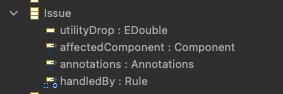 Issue
utilityDrop : EDouble
affectedComponent : Component
annotations : Annotations
handledBy : Rule